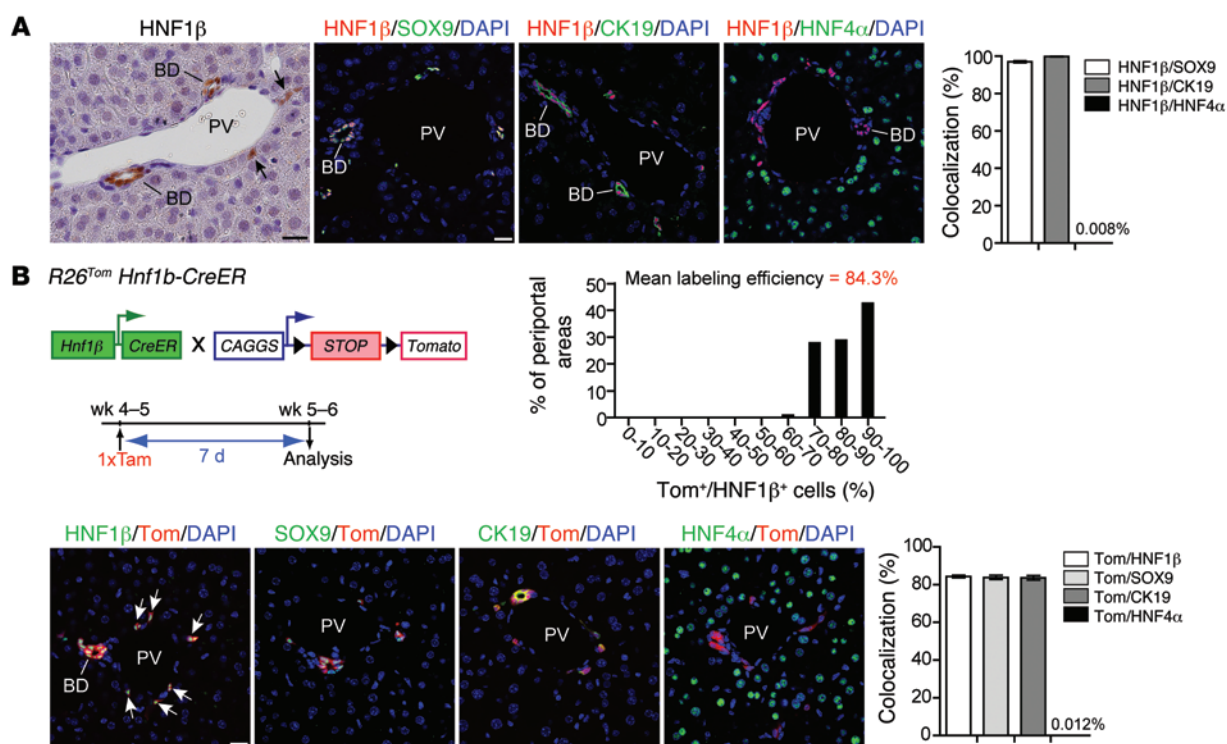 A
HNF1β
BD
PV
BD
HNF1β/SOX9/DAPI
BD
PV
HNF1β/CK19/DAPI
BD
PV
BD
HNF1β/HNF4α/DAPI
PV
BD
Colocalization (%)
100
80
60
40
20
0
0.008%
HNF1β/SOX9
HNF1β/CK19
HNF1β/HNF4α
B
R26Tom Hnf1b-CreER
Hnf1β CreER X CAGGS STOP Tomato
wk 4–5 wk 5–6
1xTam 7 d Analysis
Mean labeling efficiency = 84.3%
% of periportal
areas
50
40
30
20
10
0
0-10 10-20 20-30 30-40 40-50 50-60 60-70 70-80 80-90 90-100
Tom+/HNF1β+ cells (%)
HNF1β/Tom/DAPI
PV
BD
SOX9/Tom/DAPI
PV
CK19/Tom/DAPI
PV
HNF4α/Tom/DAPI
PV
Colocalization (%)
100
80
60
40
20
0
0.012%
Tom/HNF1β
Tom/SOX9
Tom/CK19
Tom/HNF4α